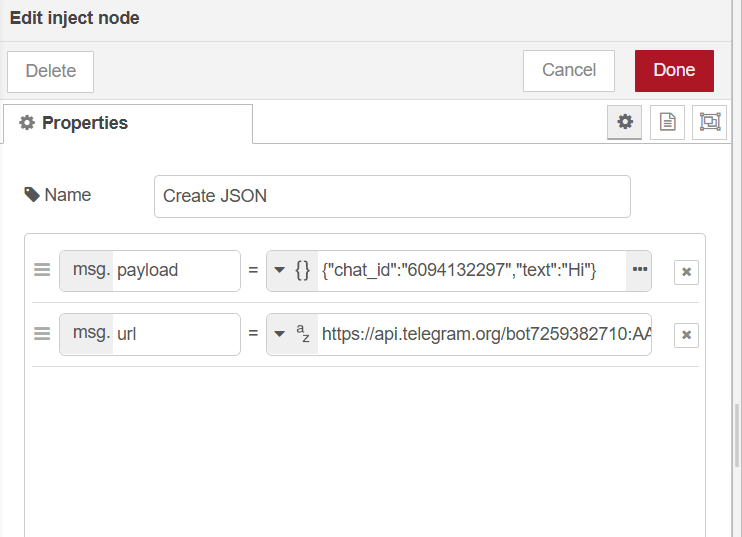 Edit inject node
Delete
Cancel
Done
Properties
Name
Create JSON
msg. payload = {} {"chat_id":"6094132297","text":"Hi"} •••
msg. url = az https://api.telegram.org/bot7259382710:AA